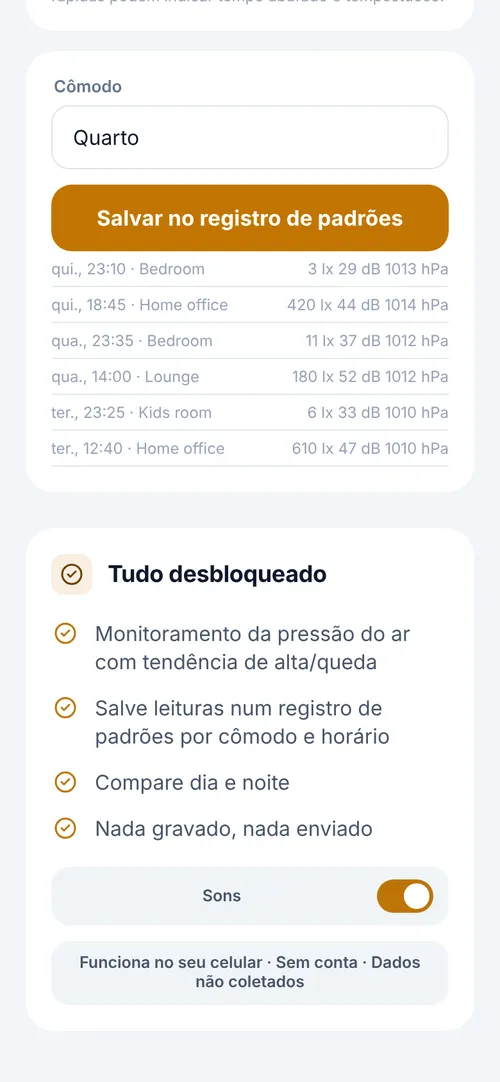 Cômodo
Quarto
Salvar no registro de padrões
qui., 23:10 · Bedroom 3 lx 29 dB 1013 hPa
qui., 18:45 · Home office 420 lx 44 dB 1014 hPa
qua., 23:35 · Bedroom 11 lx 37 dB 1012 hPa
qua., 14:00 · Lounge 180 lx 52 dB 1012 hPa
ter., 23:25 · Kids room 6 lx 33 dB 1010 hPa
ter., 12:40 · Home office 610 lx 47 dB 1010 hPa
Tudo desbloqueado
Monitoramento da pressão do ar
com tendência de alta/queda
Salve leituras num registro de
padrões por cômodo e horário
Compare dia e noite
Nada gravado, nada enviado
Sons
Funciona no seu celular · Sem conta · Dados
não coletados